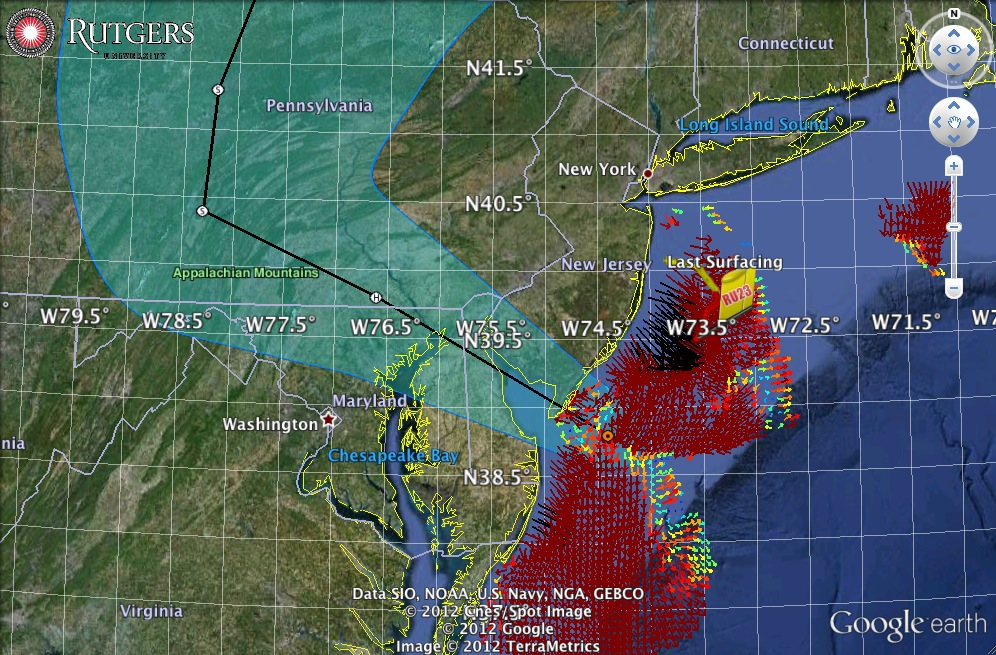 RUTGERS
UNIVERSITY
N
Connecticut
N41.5°
Pennsylvania
Long Island Sound
New York
N40.5°
New Jersey
Last Surfacing
RU23
Appalachian Mountains
S
S
H
°
W79.5°
W78.5°
W77.5°
W76.5°
W75.5°
W74.5°
W73.5°
W72.5°
W71.5°
W7
N39.5°
Maryland
Washington
nia
Chesapeake Bay
N38.5°
Virginia
Data SIO, NOAA, U.S. Navy, NGA, GEBCO
© 2012 Cnes/Spot Image
© 2012 Google
Image © 2012 TerraMetrics
Google earth